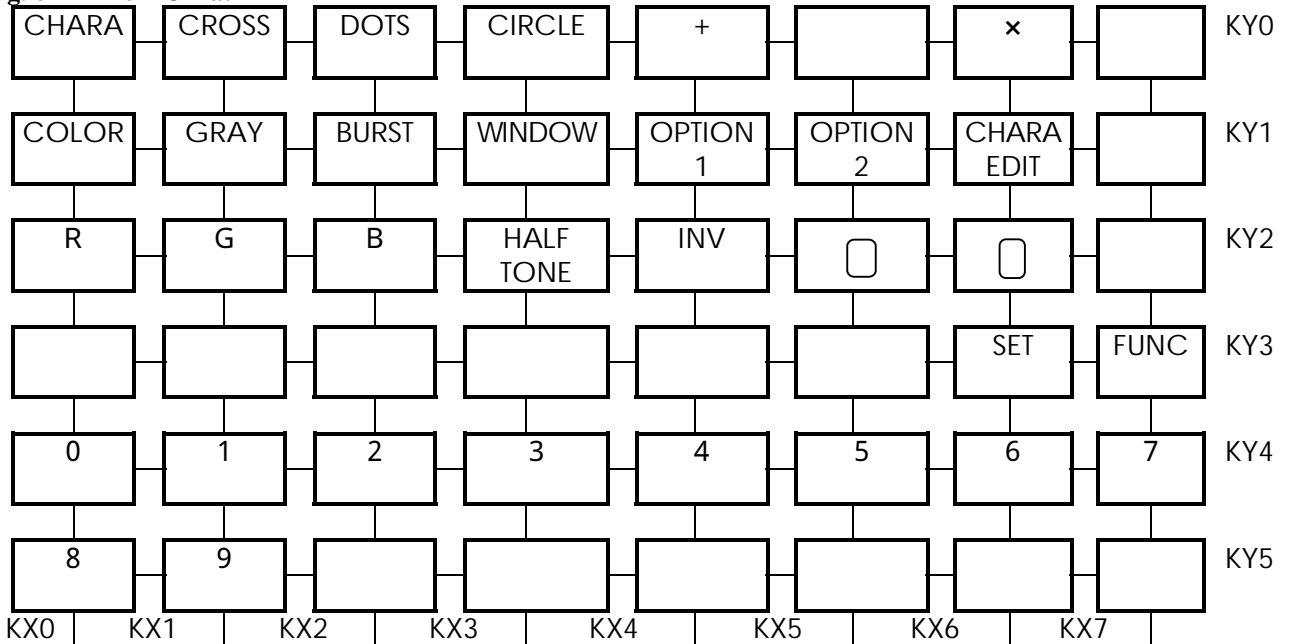 CHARA CROSS DOTS CIRCLE + × KY0
COLOR GRAY BURST WINDOW OPTION 1 OPTION 2 CHARA EDIT KY1
R G B HALF TONE INV KY2
SET FUNC KY3
0 1 2 3 4 5 6 7 KY4
8 9 KY5
KX0 KX1 KX2 KX3 KX4 KX5 KX6 KX7